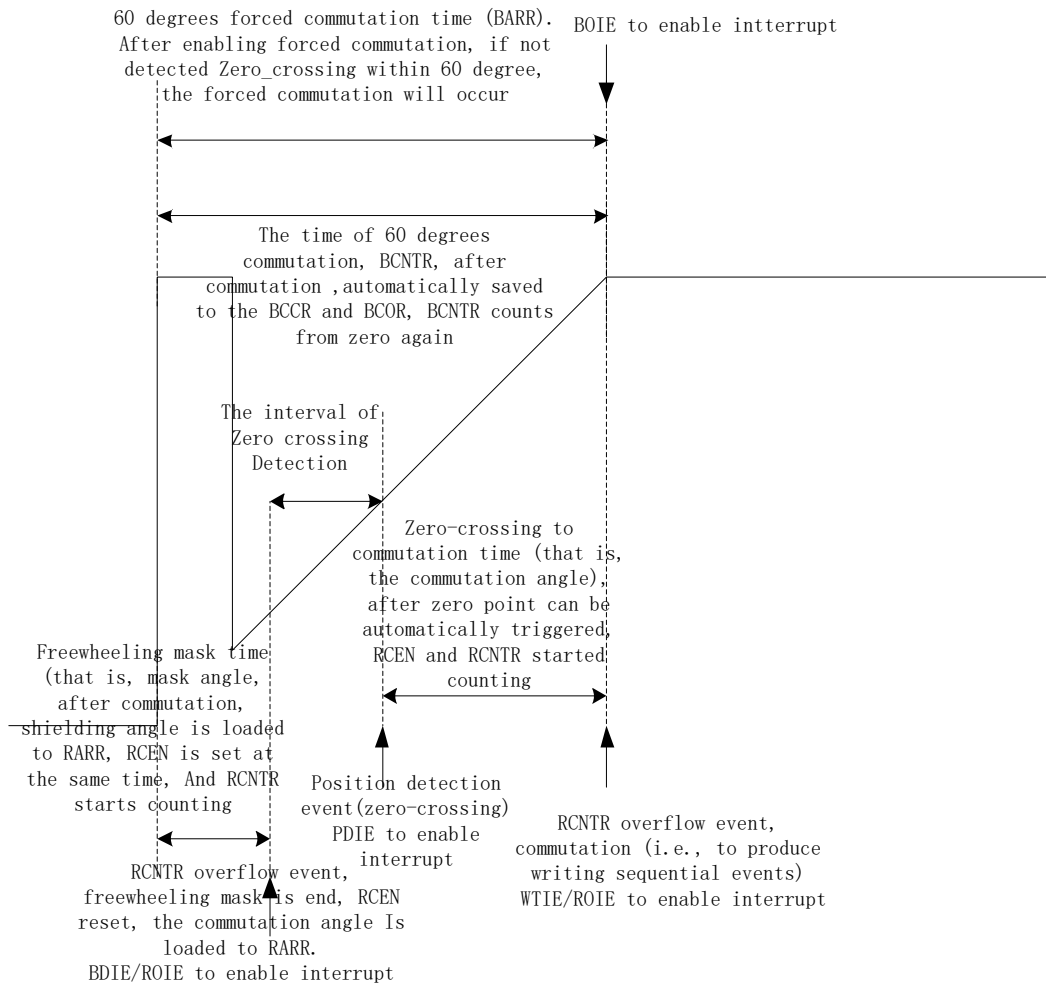 60 degrees forced commutation time (BARR).
After enabling forced commutation, if not
detected Zero_crossing within 60 degree,
the forced commutation will occur
BOIE to enable intterrupt
The time of 60 degrees
commutation, BCNTR, after
commutation ,automatically saved
to the BCCR and BCOR, BCNTR counts
from zero again
The interval of
Zero crossing
Detection
Zero-crossing to
commutation time (that is,
the commutation angle),
after zero point can be
automatically triggered,
RCEN and RCNTR started
counting
Freewheeling mask time
(that is, mask angle,
after commutation,
shielding angle is loaded
to RARR, RCEN is set at
the same time, And RCNTR
starts counting
Position detection
event(zero-crossing)
PDIE to enable
interrupt
RCNTR overflow event,
commutation (i.e., to produce
writing sequential events)
WTIE/ROIE to enable interrupt
RCNTR overflow event,
freewheeling mask is end, RCEN
reset, the commutation angle Is
loaded to RARR.
BDIE/ROIE to enable interrupt